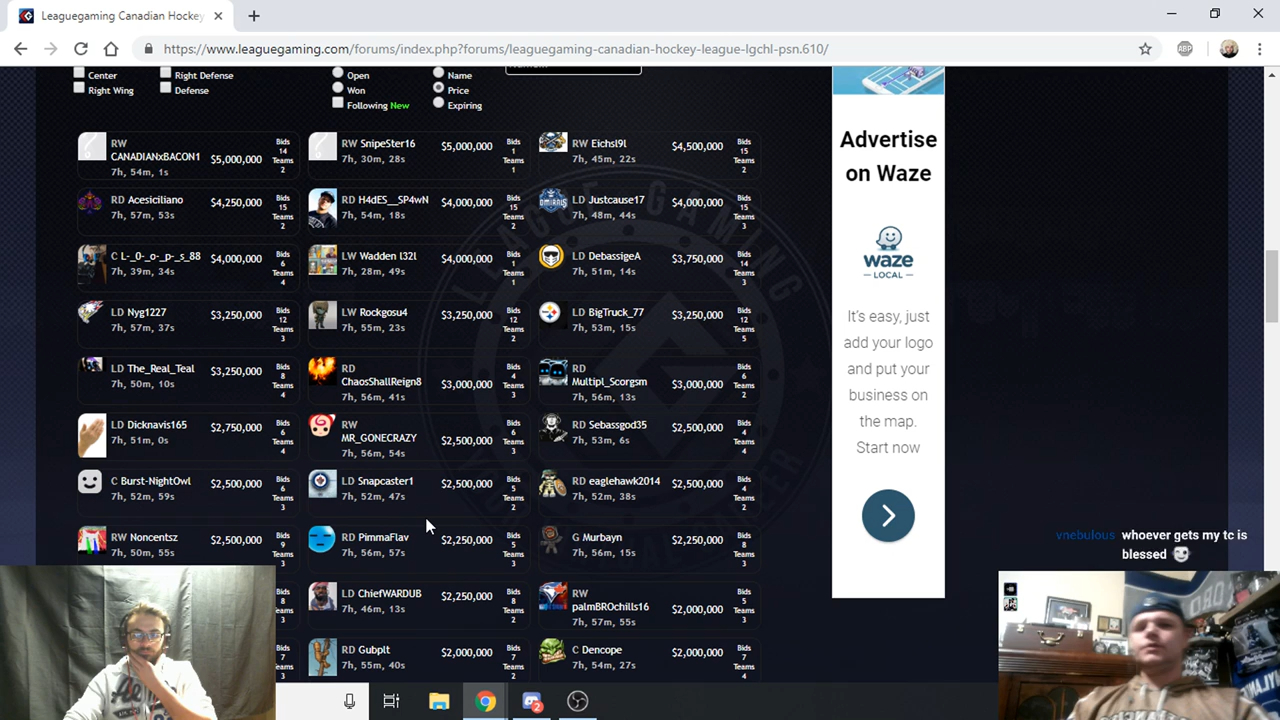 Leaguegaming Canadian Hockey
https://www.leaguegaming.com/forums/index.php?forums/leaguegaming-canadian-hockey-league-lgchl-psn.610/
ABP
Center Right Defense Open Name
Right Wing Defense Won Price
Following New Expiring
RW CANADIANxBACON1 $5,000,000 Bids 14 Teams 2
7h, 54m, 1s
RW SnipeSter16 $5,000,000 Bids 1 Teams 1
7h, 30m, 28s
RW Eichsl9l $4,500,000 Bids 15 Teams 2
7h, 45m, 22s
RD Acesiciliano $4,250,000 Bids 15 Teams 2
7h, 57m, 53s
RD H4dES__SP4wN $4,000,000 Bids 15 Teams 2
7h, 54m, 18s
LD Justcause17 $4,000,000 Bids 15 Teams 3
7h, 48m, 44s
C L-_0_o_p-_s38 $4,000,000 Bids 12 Teams 4
7h, 39m, 34s
LW Wadden l32l $4,000,000 Bids 1 Teams 1
7h, 28m, 49s
LD DebassigeA $3,750,000 Bids 14 Teams 3
7h, 51m, 14s
LD Nyg1227 $3,250,000 Bids 12 Teams 3
7h, 57m, 37s
LW Rockgosu4 $3,250,000 Bids 12 Teams 2
7h, 55m, 23s
LD BigTruck_77 $3,250,000 Bids 12 Teams 5
7h, 53m, 15s
LD The_Real_Teal $3,250,000 Bids 8 Teams 4
7h, 50m, 10s
RD ChaosShallReign8 $3,000,000 Bids 4 Teams 3
7h, 56m, 41s
RD Multipl_Scorgsm $3,000,000 Bids 6 Teams 2
7h, 56m, 13s
LD Dicknatius $2,750,000 Bids 6 Teams 4
7h, 51m, 0s
RW MR_GONECRAZY $2,500,000 Bids 6 Teams 3
7h, 56m, 54s
RD Sebasgod35 $2,500,000 Bids 4 Teams 4
7h, 53m, 6s
C Burst-NightOwl $2,500,000 Bids 6 Teams 3
7h, 52m, 59s
LD Snapcaster1 $2,500,000 Bids 5 Teams 2
7h, 52m, 47s
RD eaglehawk2014 $2,500,000 Bids 4 Teams 2
7h, 52m, 38s
RW Noncentsz $2,500,000 Bids 9 Teams 3
7h, 50m, 55s
RD PimmsTav $2,250,000 Bids 5 Teams 3
7h, 56m, 56s
G Murbayn $2,250,000 Bids 8 Teams 3
7h, 56m, 15s
LD ChiefWADDUB $2,250,000 Bids 8 Teams 2
7h, 46m, 13s
RW palmBROchills16 $2,000,000 Bids 5 Teams 3
7h, 57m, 55s
RD Gubplt $2,000,000 Bids 7 Teams 2
7h, 55m, 40s
C Dencope $2,000,000 Bids 7 Teams 4
7h, 54m, 27s
Advertise
on Waze
waze
LOCAL
It's easy, just
add your logo
and put your
business on
the map.
Start now
vnebulous whoever gets my tc is
blessed
LEAGUE GAMING
2